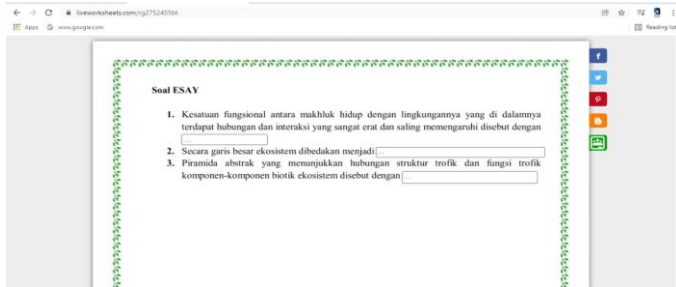 liveworksheets.com/rg2752455bt
Apps
www.google.com
Reading list
Soal ESAY
1. Kesatuan fungsional antara makhluk hidup dengan lingkungannya yang di dalamnya
terdapat hubungan dan interaksi yang sangat erat dan saling memengaruhi disebut dengan
...
2. Secara garis besar ekosistem dibedakan menjadi ...
3. Piramida abstrak yang menunjukkan hubungan struktur trofik dan fungsi trofik
komponen-komponen biotik ekosistem disebut dengan ...